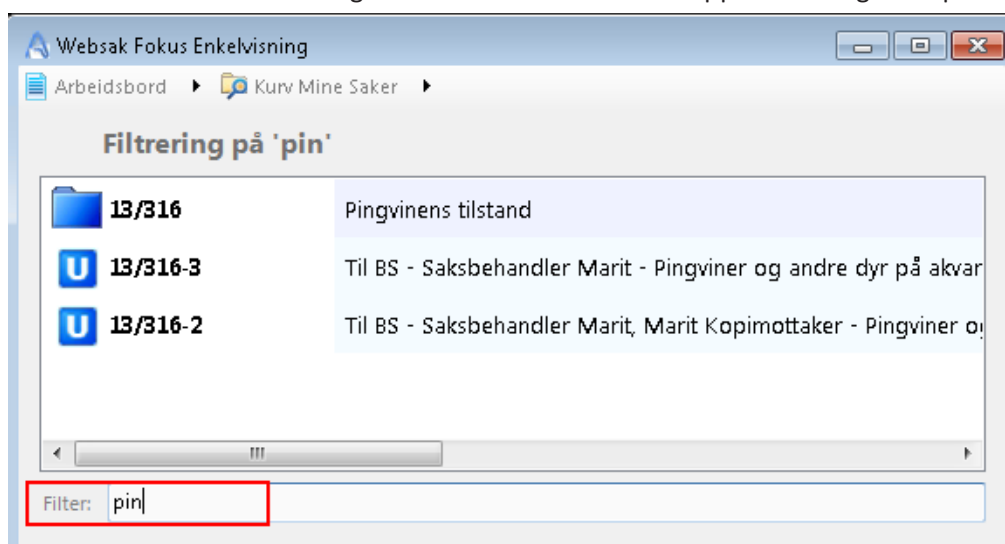 Websak Fokus Enkelvisning
Arbeidsbord Kurv Mine Saker
Filtrering på 'pin'
13/316 Pingvinens tilstand
U 13/316-3 Til BS - Saksbehandler Marit - Pingviner og andre dyr på akvar
U 13/316-2 Til BS - Saksbehandler Marit, Marit Kopimottaker - Pingviner og
Filter: pin